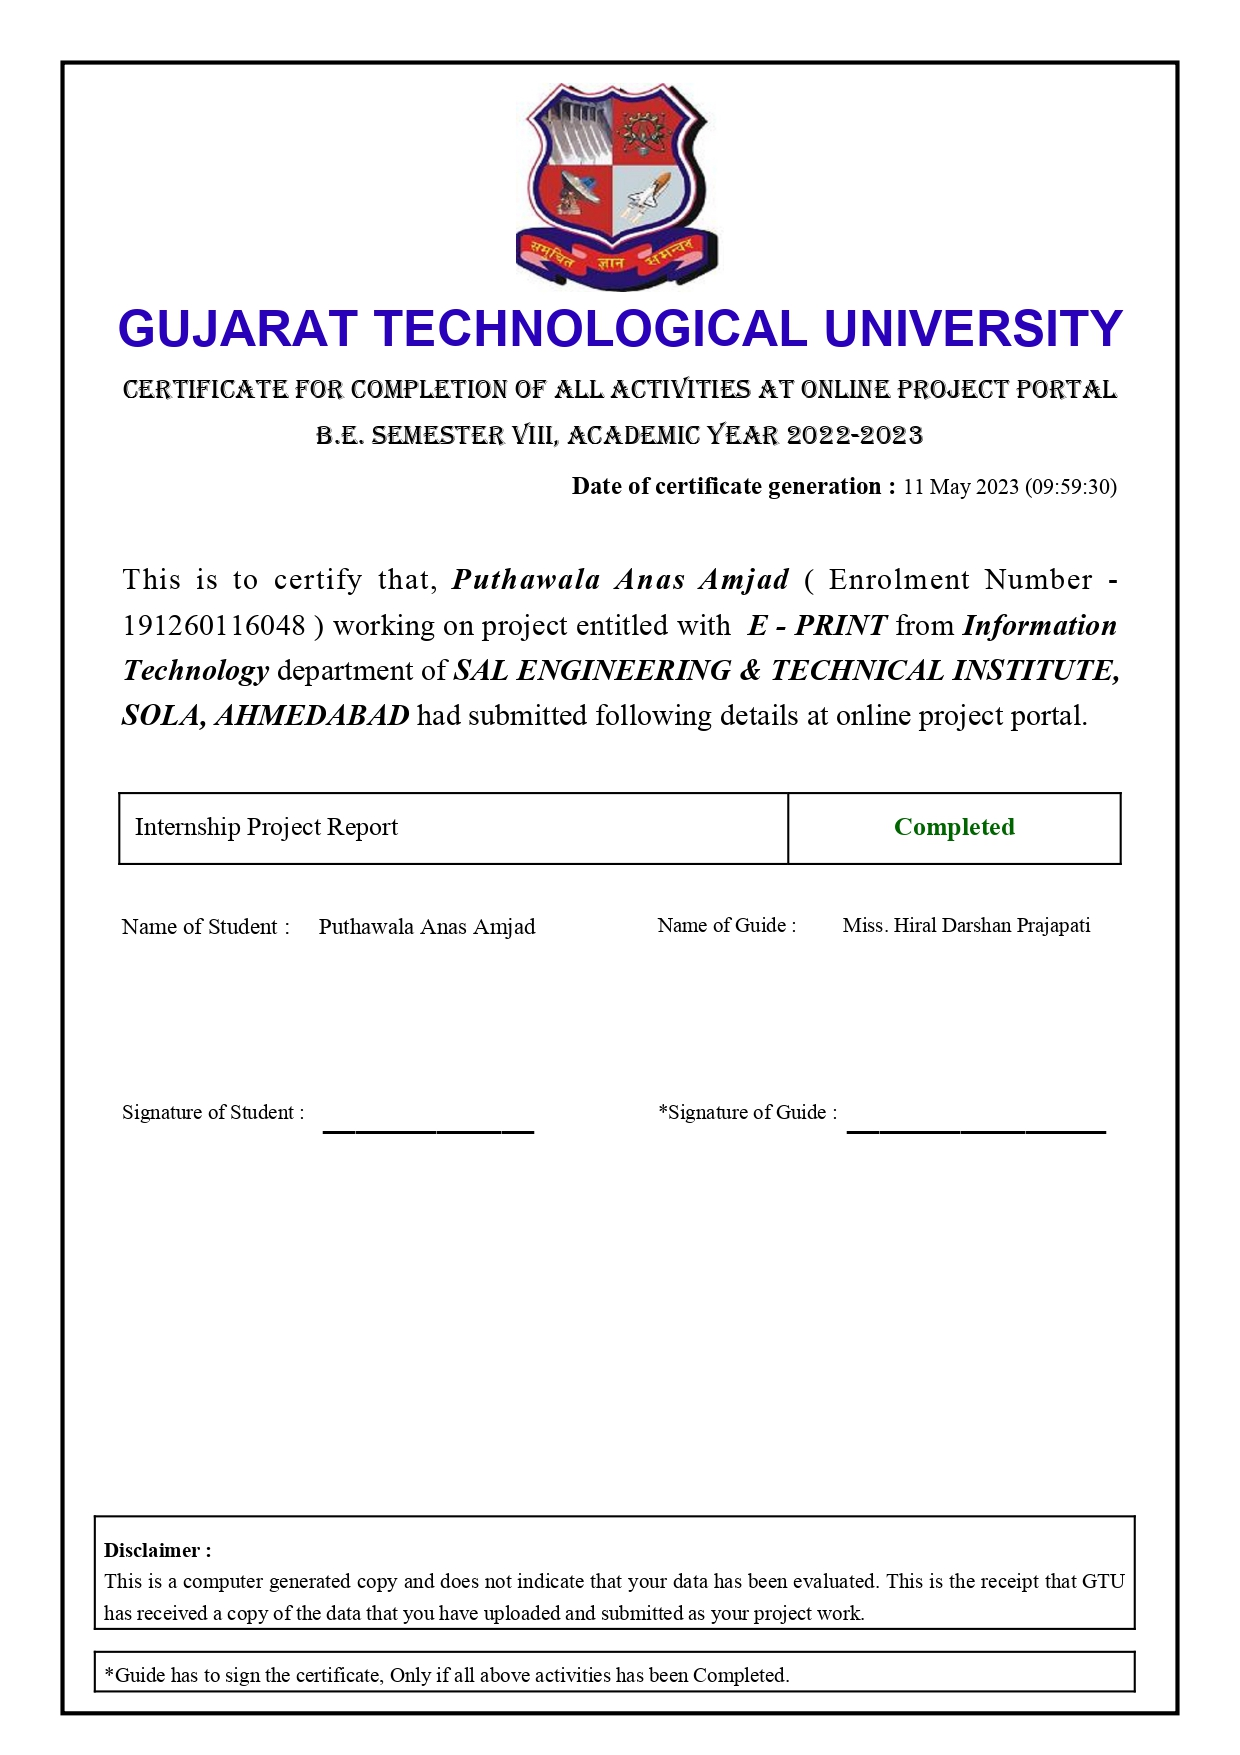 समुचित ज्ञान समन्वय
GUJARAT TECHNOLOGICAL UNIVERSITY
CERTIFICATE FOR COMPLETION OF ALL ACTIVITIES AT ONLINE PROJECT PORTAL
B.E. SEMESTER VIII, ACADEMIC YEAR 2022-2023
Date of certificate generation : 11 May 2023 (09:59:30)
This is to certify that, Puthawala Anas Amjad ( Enrolment Number -
191260116048 ) working on project entitled with E - PRINT from Information
Technology department of SAL ENGINEERING & TECHNICAL INSTITUTE,
SOLA, AHMEDABAD had submitted following details at online project portal.
Internship Project Report Completed
Name of Student : Puthawala Anas Amjad Name of Guide : Miss. Hiral Darshan Prajapati
Signature of Student : *Signature of Guide :
Disclaimer :
This is a computer generated copy and does not indicate that your data has been evaluated. This is the receipt that GTU
has received a copy of the data that you have uploaded and submitted as your project work.
*Guide has to sign the certificate, Only if all above activities has been Completed.